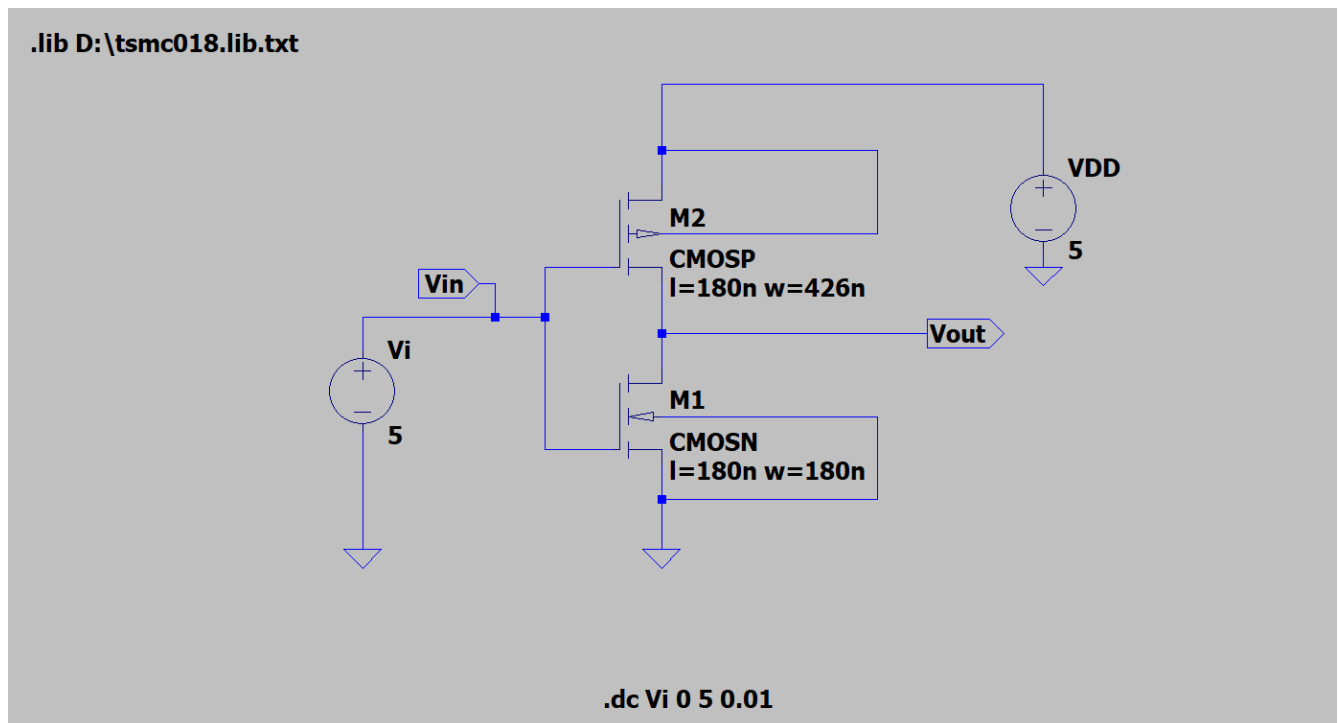 .lib D:\tsmc018.lib.txt
VDD
5
M2
CMOSP
l=180n w=426n
Vin
Vi
5
Vout
M1
CMOSN
l=180n w=180n
.dc Vi 0 5 0.01